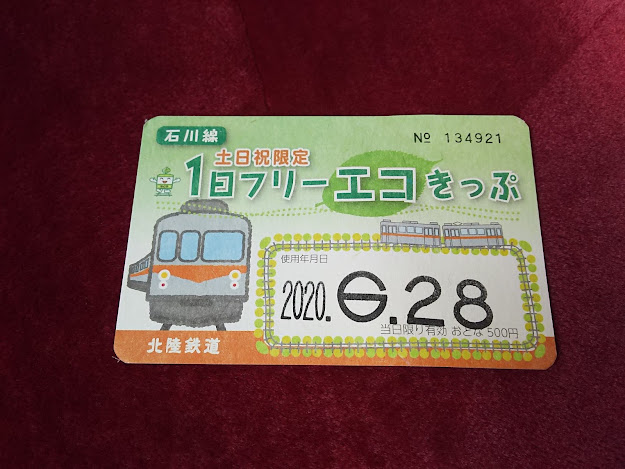 石川線
№ 134921
土日祝限定
1日フリーエコきっぷ
使用年月日
2020.6.28
当日限り有効 おとな 500円
北陸鉄道